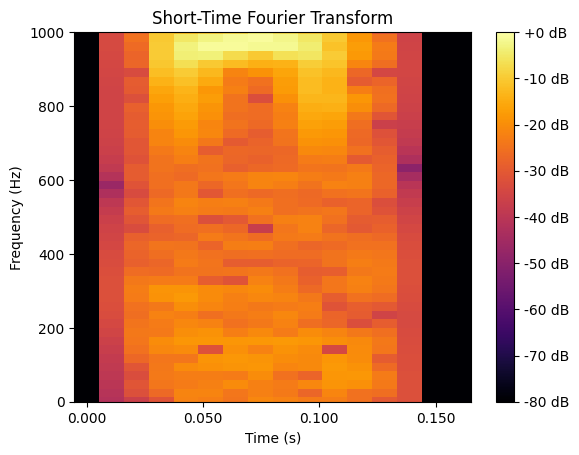 Short-Time Fourier Transform
1000
800
600
400
200
0
Frequency (Hz)
0.000
0.050
0.100
0.150
Time (s)
+0 dB
-10 dB
-20 dB
-30 dB
-40 dB
-50 dB
-60 dB
-70 dB
-80 dB